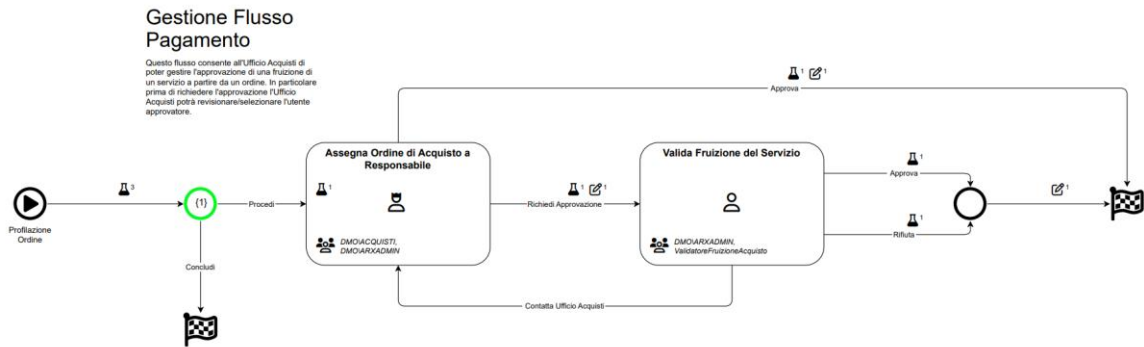 Gestione Flusso
Pagamento
Questo flusso consente all'Ufficio Acquisti di
poter gestire l'approvazione di una fruizione di
un servizio a partire da un ordine. In particolare
prima di richiedere l'approvazione l'Ufficio
Acquisti potrà revisionare/selezionare l'utente
approvatore.
1 1
Approva
Assegna Ordine di Acquisto a
Responsabile
Valida Fruizione del Servizio
1
Approva
3
{1}
Procedi
1
1 1
Richiedi Approvazione
1
Profilazione
Ordine
1
Rifiuta
DMO\ACQUISTI,
DMO\ARXADMIN
DMO\ARXADMIN,
ValidatoreFruizioneAcquisto
Concludi
Contatta Ufficio Acquisti